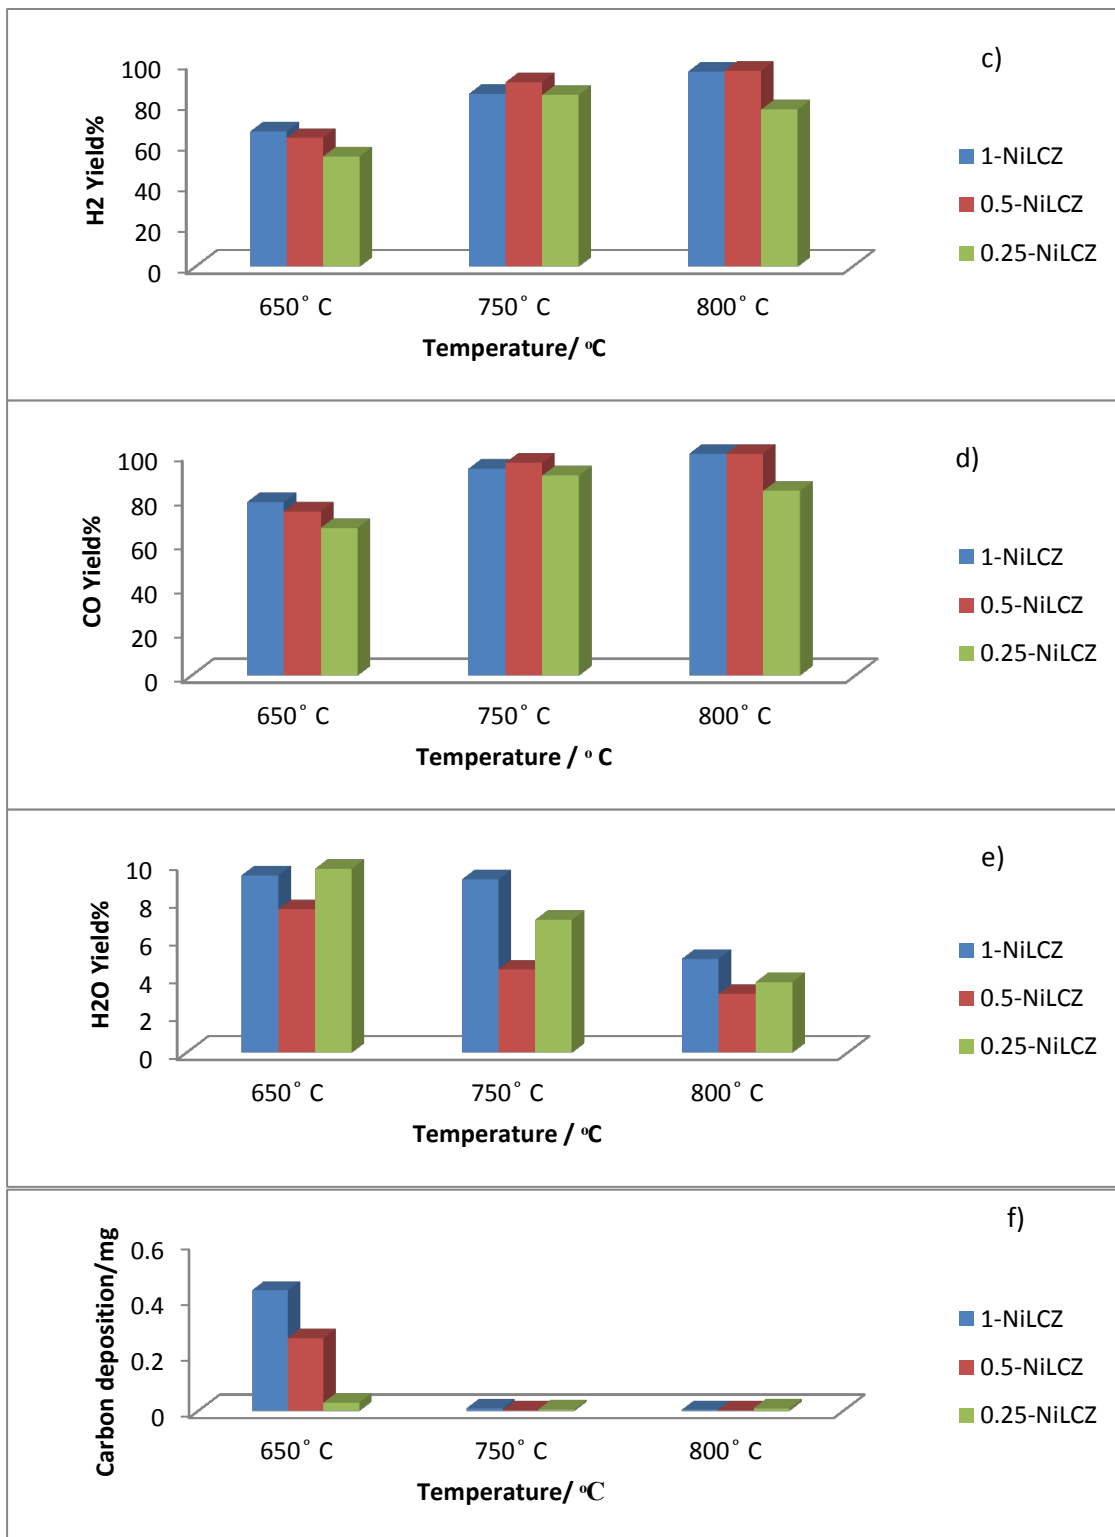 c)
100
80
60
40
20
0
H2 Yield%
650° C 750° C 800° C
Temperature/ °C
1-NiLCZ
0.5-NiLCZ
0.25-NiLCZ
d)
100
80
60
40
20
0
CO Yield%
650° C 750° C 800° C
Temperature / ° C
1-NiLCZ
0.5-NiLCZ
0.25-NiLCZ
e)
10
8
6
4
2
0
H2O Yield%
650° C 750° C 800° C
Temperature / °C
1-NiLCZ
0.5-NiLCZ
0.25-NiLCZ
f)
0.6
0.4
0.2
0
Carbon deposition/mg
650° C 750° C 800° C
Temperature/ °C
1-NiLCZ
0.5-NiLCZ
0.25-NiLCZ